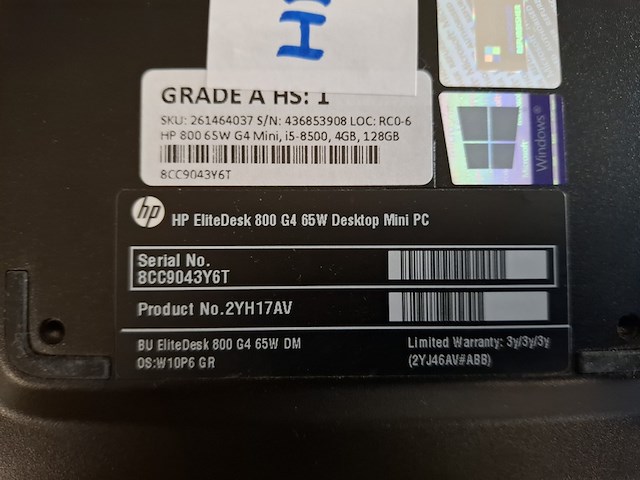 GRADE A HS: 1
SKU: 261464037 S/N: 436853908 LOC: RC0-6
HP 800 65W G4 Mini, i5-8500, 4GB, 128GB
8CC9043Y6T
Microsoft
Windows®
hp
HP EliteDesk 800 G4 65W Desktop Mini PC
Serial No.
8CC9043Y6T
Product No.2YH17AV
BU EliteDesk 800 G4 65W DM
OS:W10P6 GR
Limited Warranty: 3y/3y/3y
(2YJ46AV#ABB)